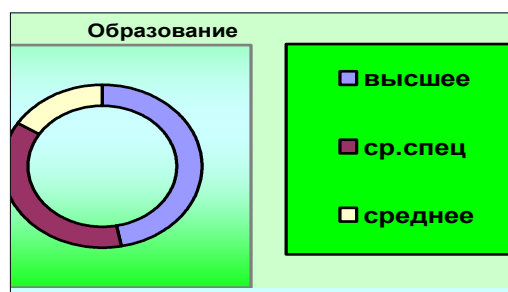 Образование
высшее
ср.спец
среднее